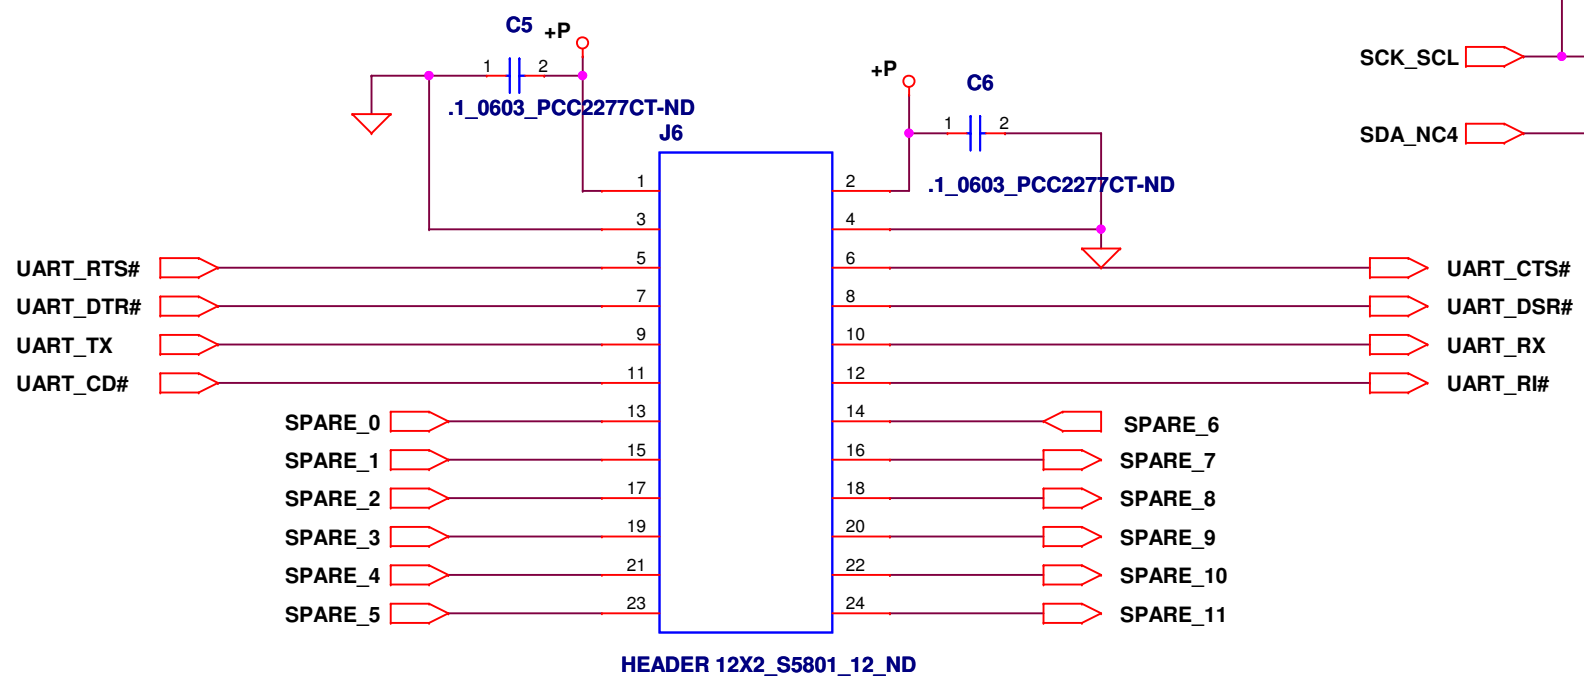 C5 +P
1 2
.1_0603_PCC2277CT-ND
+P
C6
1 2
.1_0603_PCC2277CT-ND
SCK_SCL
SDA_NC4
J6
1 2
3 4
UART_RTS# 5 6 UART_CTS#
UART_DTR# 7 8 UART_DSR#
UART_TX 9 10 UART_RX
UART_CD# 11 12 UART_RI#
SPARE_0 13 14 SPARE_6
SPARE_1 15 16 SPARE_7
SPARE_2 17 18 SPARE_8
SPARE_3 19 20 SPARE_9
SPARE_4 21 22 SPARE_10
SPARE_5 23 24 SPARE_11
HEADER 12X2_S5801_12_ND